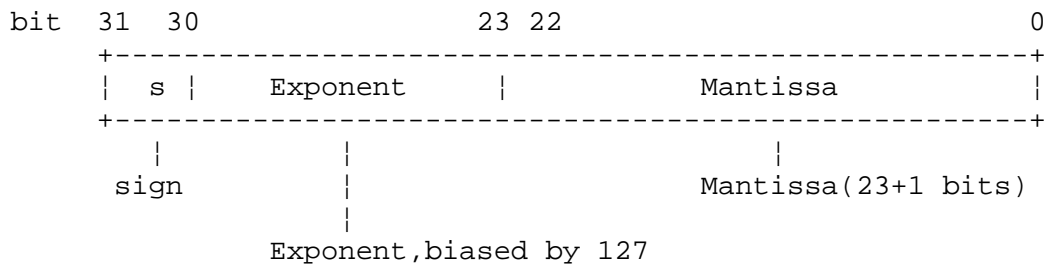 bit 31 30 23 22 0
s Exponent Mantissa
sign Mantissa(23+1 bits)
Exponent,biased by 127